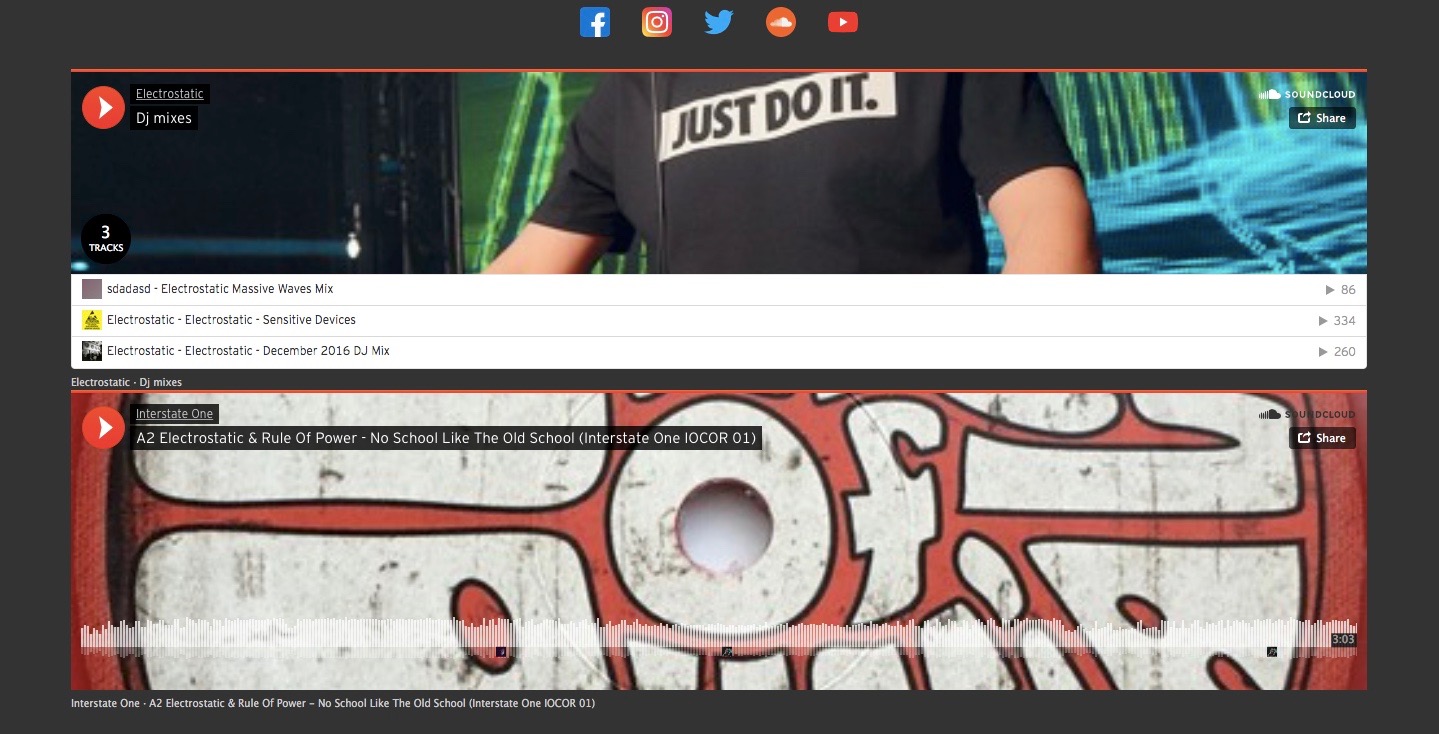 Electrostatic
Dj mixes
JUST DO IT.
SOUNDCLOUD
Share
3
TRACKS
sdadasd - Electrostatic Massive Waves Mix
86
Electrostatic - Electrostatic - Sensitive Devices
334
Electrostatic - Electrostatic - December 2016 DJ Mix
260
Electrostatic · Dj mixes
Interstate One
SOUNDCLOUD
A2 Electrostatic & Rule Of Power - No School Like The Old School (Interstate One IOCOR 01)
Share
3:03
Interstate One · A2 Electrostatic & Rule Of Power – No School Like The Old School (Interstate One IOCOR 01)